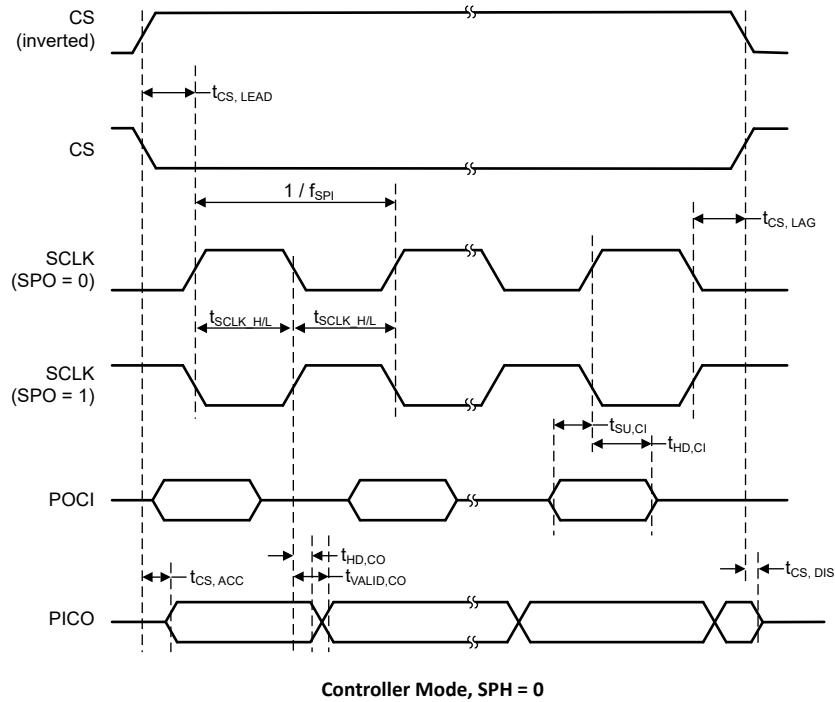 CS
(inverted)
tCS, LEAD
CS
1 / fSPI
tCS, LAG
SCLK
(SPO = 0)
tSCLK_H/L
tSCLK_H/L
SCLK
(SPO = 1)
tSU,CI
tHD,CI
POCI
tHD,CO
tVALID,CO
tCS, ACC
tCS, DIS
PICO
Controller Mode, SPH = 0